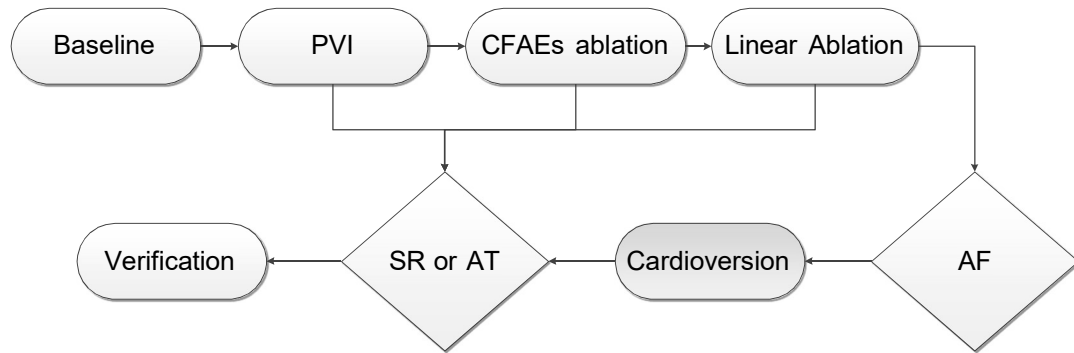 Baseline
PVI
CFAEs ablation
Linear Ablation
Verification
SR or AT
Cardioversion
AF